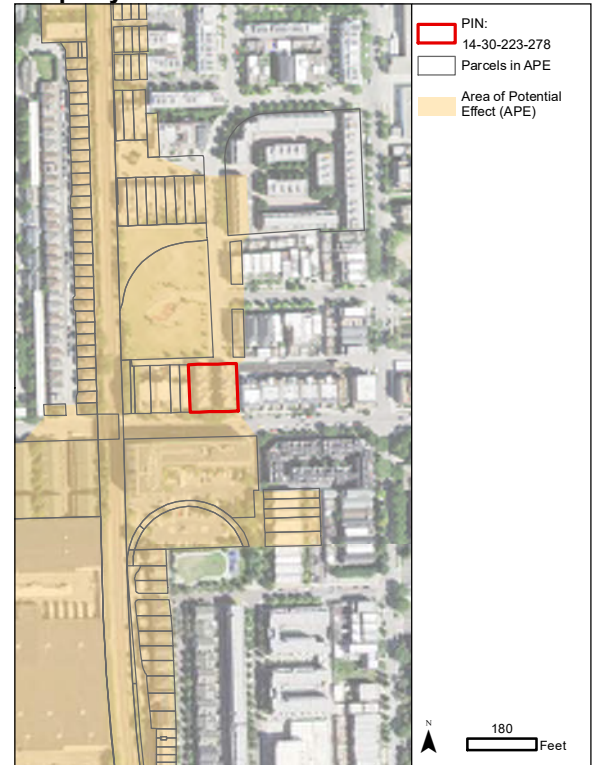 PIN:
14-30-223-278
Parcels in APE
Area of Potential
Effect (APE)
N
180
Feet